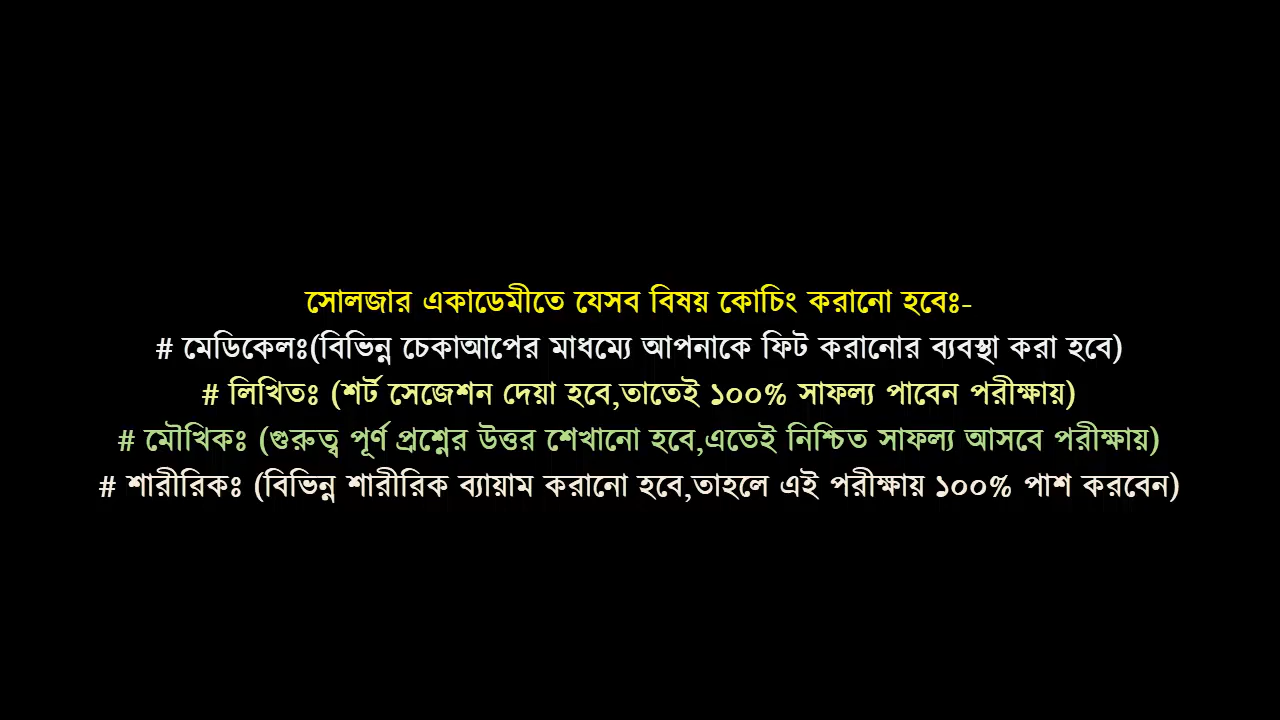 সোলজার একাডেমীতে যেসব বিষয় কোচিং করানো হবেঃ-
# মেডিকেলঃ(বিভিন্ন চেকাআপের মাধম্যে আপনাকে ফিট করানোর ব্যবস্থা করা হবে)
# লিখিতঃ (শর্ট সেজেশন দেয়া হবে,তাতেই ১০০% সাফল্য পাবেন পরীক্ষায়)
# মৌখিকঃ (গুরুত্ব পূর্ণ প্রশ্নের উত্তর শেখানো হবে,এতেই নিশ্চিত সাফল্য আসবে পরীক্ষায়)
# শারীরিকঃ (বিভিন্ন শারীরিক ব্যায়াম করানো হবে,তাহলে এই পরীক্ষায় ১০০% পাশ করবেন)